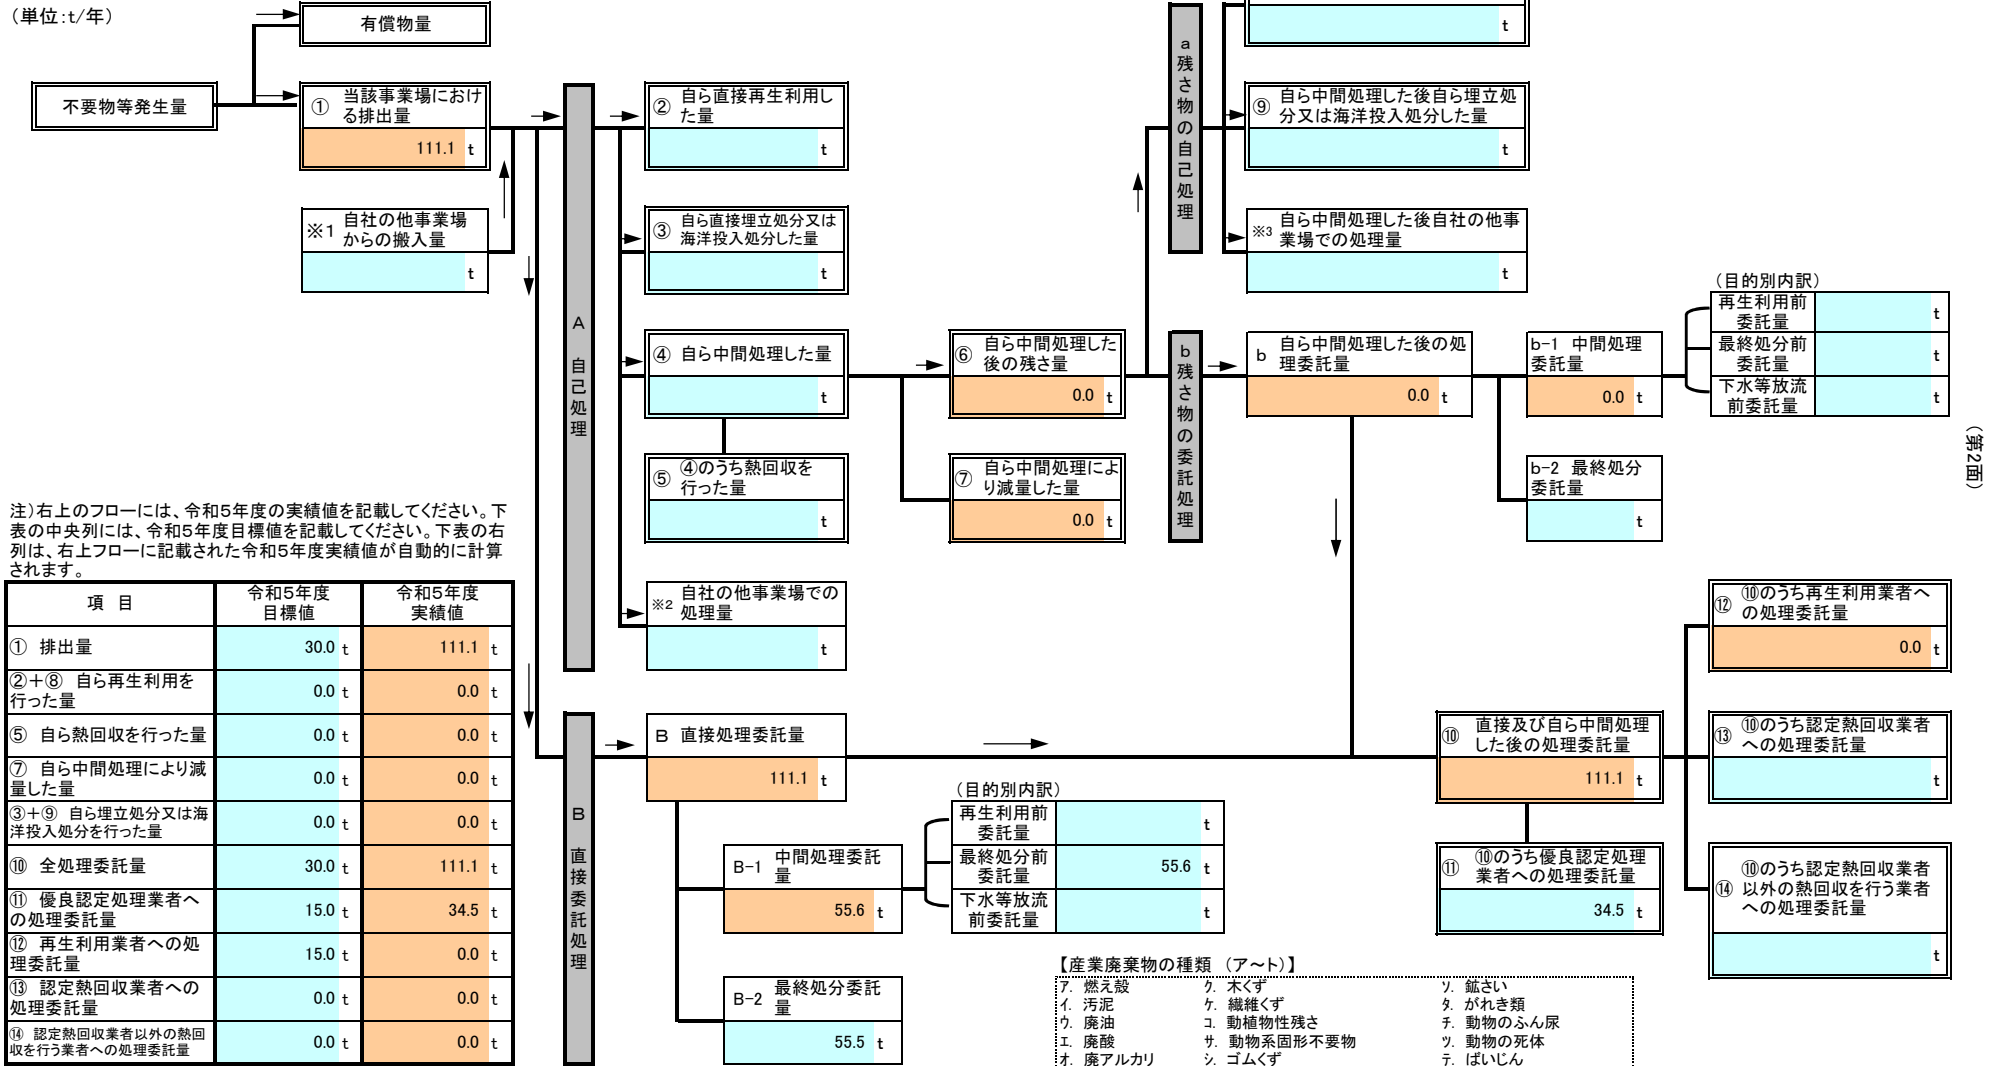 （単位:t/年）
有償物量
不要物等発生量
① 当該事業場におけ
る排出量
111.1 t
※1 自社の他事業場
からの搬入量
t
A 自己処理
② 自ら直接再生利用し
た量
t
③ 自ら直接埋立処分又は
海洋投入処分した量
t
④ 自ら中間処理した量
t
⑤ ④のうち熱回収を
行った量
t
※2 自社の他事業場での
処理量
t
⑥ 自ら中間処理した
後の残さ量
0.0 t
⑦ 自ら中間処理によ
り減量した量
0.0 t
a 残さ物の自己処理
t
⑨ 自ら中間処理した後自ら埋立処
分又は海洋投入処分した量
t
※3 自ら中間処理した後自社の他事
業場での処理量
t
b 残さ物の委託処理
b 自ら中間処理した後の処
理委託量
0.0 t
b-1 中間処理
委託量
0.0 t
b-2 最終処分
委託量
t
（目的別内訳）
再生利用前
委託量
t
最終処分前
委託量
t
下水等放流
前委託量
t
（第2面）
注）右上のフローには、令和5年度の実績値を記載してください。下
表の中央列には、令和5年度目標値を記載してください。下表の右
列は、右上フローに記載された令和5年度実績値が自動的に計算
されます。
項 目 令和5年度
目標値 令和5年度
実績値
① 排出量 30.0 t 111.1 t
②＋⑧ 自ら再生利用を
行った量 0.0 t 0.0 t
⑤ 自ら熱回収を行った量 0.0 t 0.0 t
⑦ 自ら中間処理により減
量した量 0.0 t 0.0 t
③＋⑨ 自ら埋立処分又は海
洋投入処分を行った量 0.0 t 0.0 t
⑩ 全処理委託量 30.0 t 111.1 t
⑪ 優良認定処理業者へ
の処理委託量 15.0 t 34.5 t
⑫ 再生利用業者への処
理委託量 15.0 t 0.0 t
⑬ 認定熱回収業者への
処理委託量 0.0 t 0.0 t
⑭ 認定熱回収業者以外の熱回
収を行う業者への処理委託量 0.0 t 0.0 t
B 直接委託処理
B 直接処理委託量
111.1 t
B-1 中間処理委託
量
55.6 t
B-2 最終処分委託
量
55.5 t
（目的別内訳）
再生利用前
委託量
t
最終処分前
委託量
55.6 t
下水等放流
前委託量
t
⑩ 直接及び自ら中間処理
した後の処理委託量
111.1 t
⑪ ⑩のうち優良認定処理
業者への処理委託量
34.5 t
⑫ ⑩のうち再生利用業者へ
の処理委託量
0.0 t
⑬ ⑩のうち認定熱回収業者
への処理委託量
t
⑭ ⑩のうち認定熱回収業者
以外の熱回収を行う業者
への処理委託量
t
【産業廃棄物の種類 （ア～ト）】
ア. 燃え殻 ク. 木くず ソ. 鉱さい
イ. 汚泥 ケ. 繊維くず タ. がれき類
ウ. 廃油 コ. 動植物性残さ チ. 動物のふん尿
エ. 廃酸 サ. 動物系固形不要物 ツ. 動物の死体
オ. 廃アルカリ シ. ゴムくず テ. ばいじん